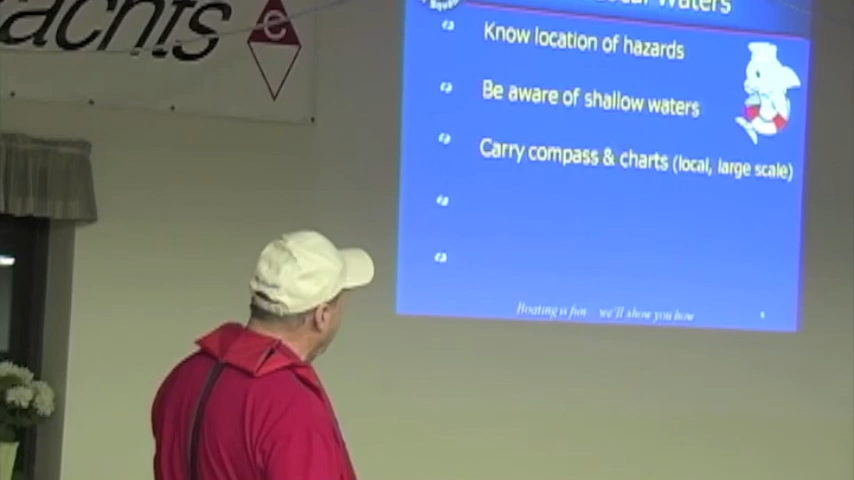 achts
e
Waters
Know location of hazards
Be aware of shallow waters
Carry compass & charts (local, large scale)
Boating is fun we'll show you how